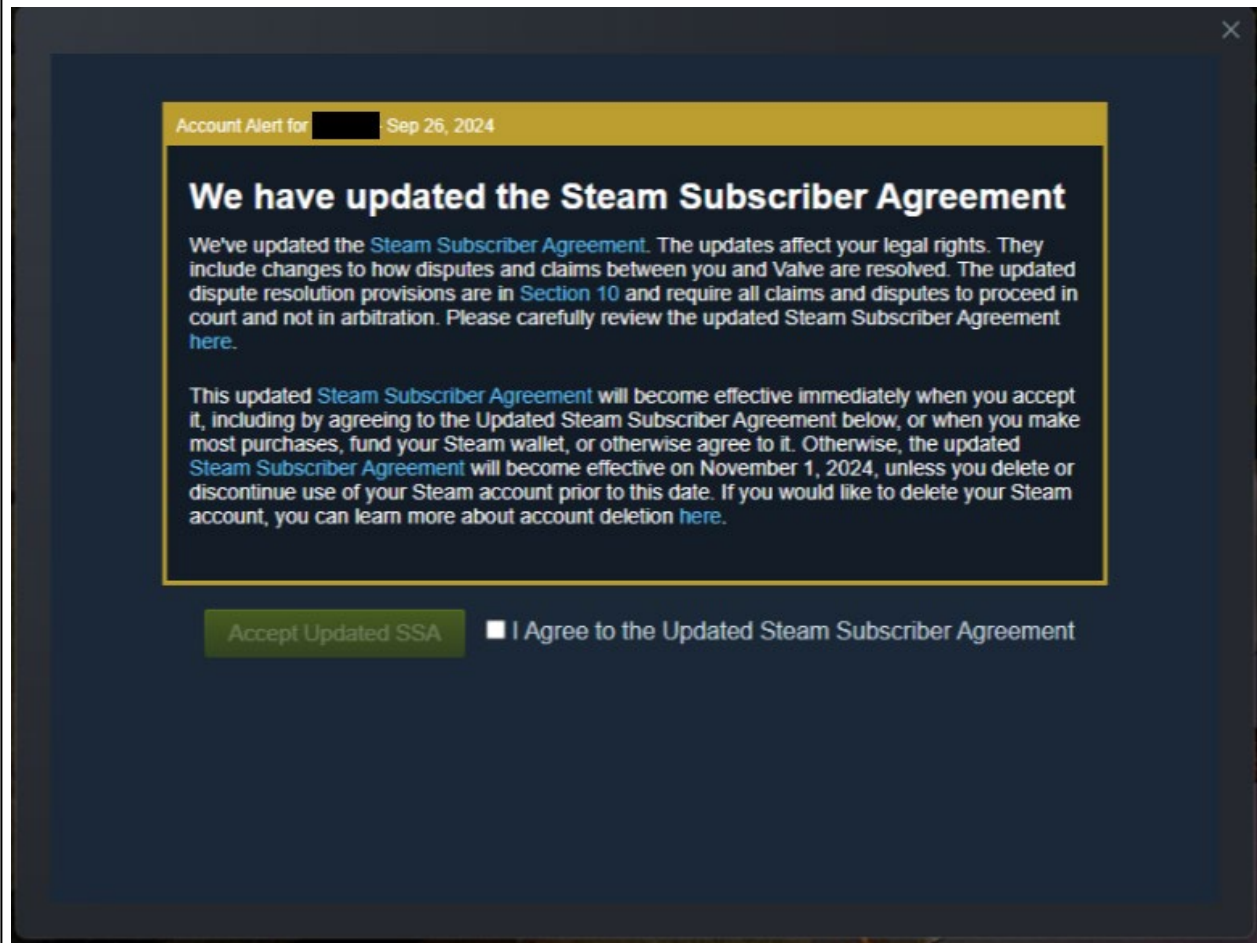 Account Alert for - Sep 26, 2024
We have updated the Steam Subscriber Agreement
We've updated the Steam Subscriber Agreement. The updates affect your legal rights. They
include changes to how disputes and claims between you and Valve are resolved. The updated
dispute resolution provisions are in Section 10 and require all claims and disputes to proceed in
court and not in arbitration. Please carefully review the updated Steam Subscriber Agreement
here.
This updated Steam Subscriber Agreement will become effective immediately when you accept
it, including by agreeing to the Updated Steam Subscriber Agreement below, or when you make
most purchases, fund your Steam wallet, or otherwise agree to it. Otherwise, the updated
Steam Subscriber Agreement will become effective on November 1, 2024, unless you delete or
discontinue use of your Steam account prior to this date. If you would like to delete your Steam
account, you can learn more about account deletion here.
Accept Updated SSA I Agree to the Updated Steam Subscriber Agreement